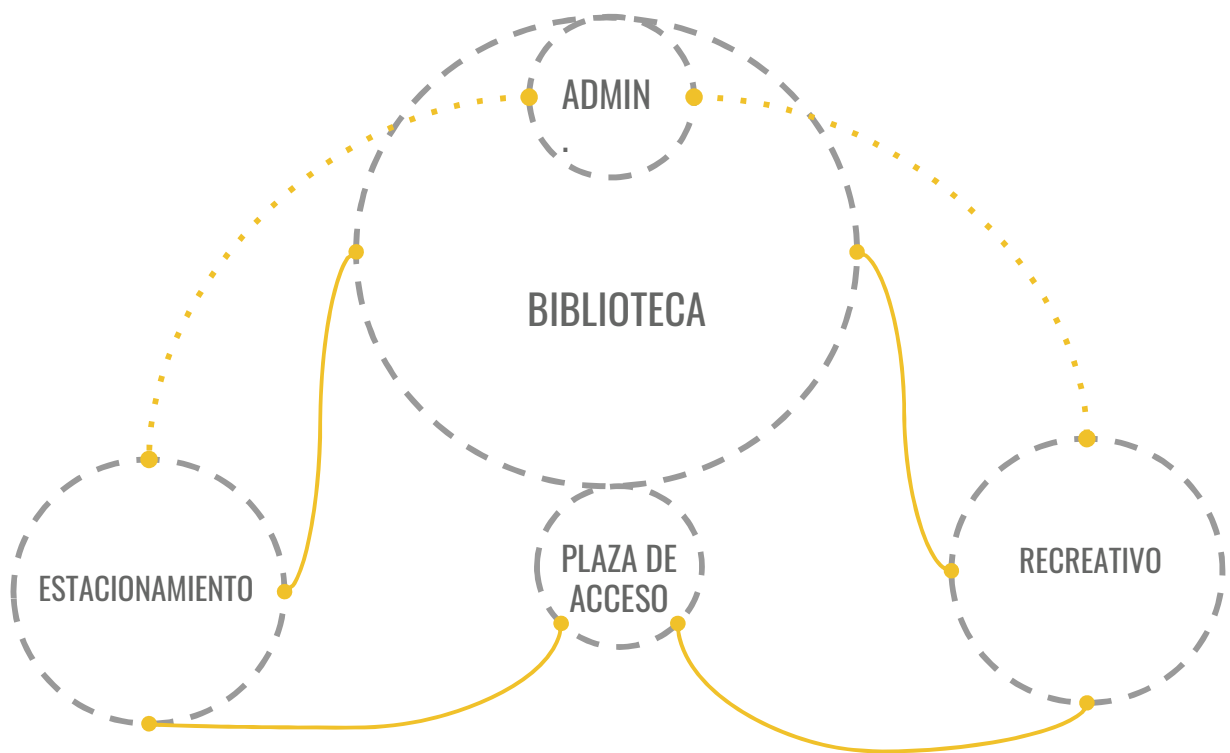 ADMIN
.
BIBLIOTECA
PLAZA DE
ACCESO
ESTACIONAMIENTO
RECREATIVO